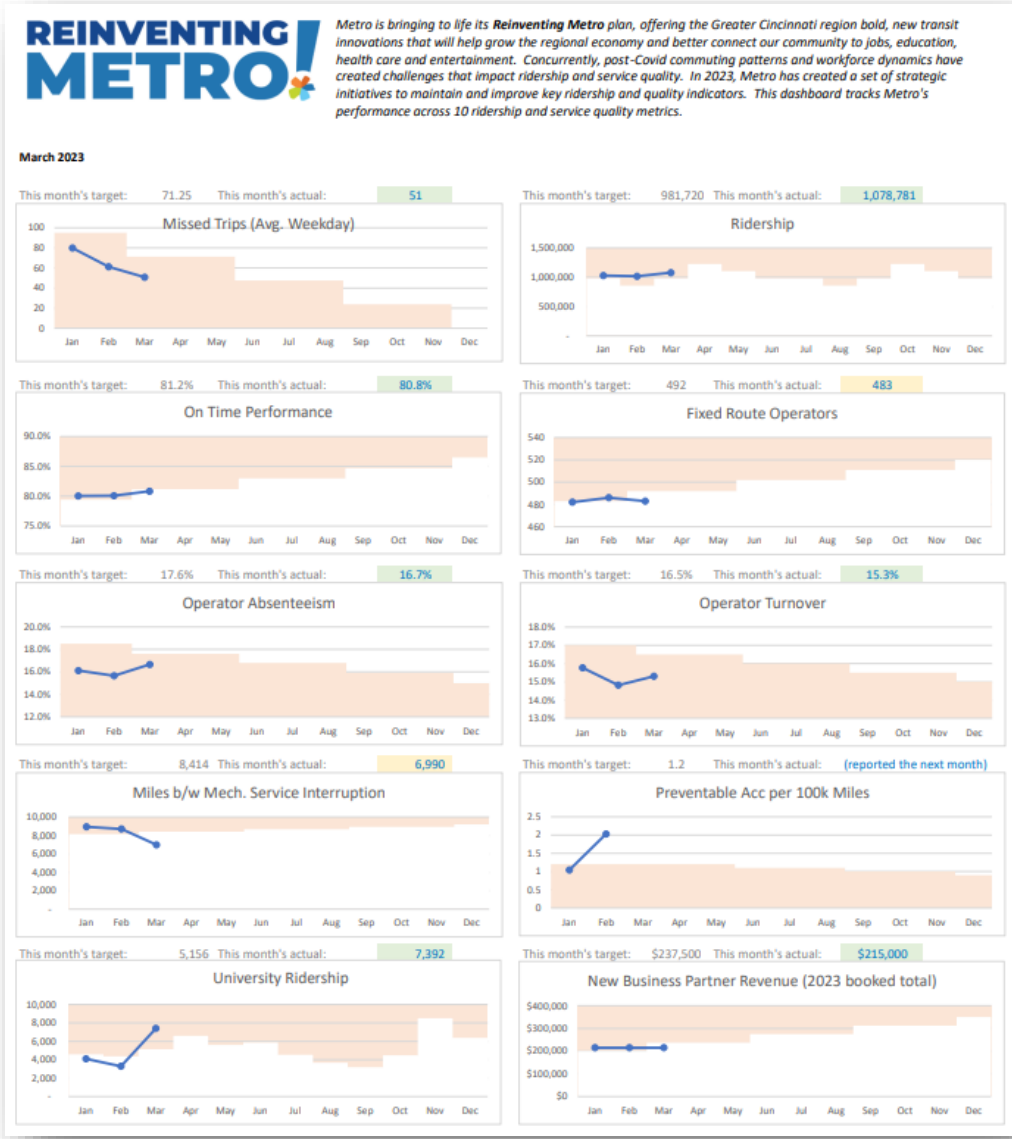 REINVENTING
METRO!
Metro is bringing to life its Reinventing Metro plan, offering the Greater Cincinnati region bold, new transit
innovations that will help grow the regional economy and better connect our community to jobs, education,
health care and entertainment. Concurrently, post-Covid commuting patterns and workforce dynamics have
created challenges that impact ridership and service quality. In 2023, Metro has created a set of strategic
initiatives to maintain and improve key ridership and quality indicators. This dashboard tracks Metro's
performance across 10 ridership and service quality metrics.
March 2023
This month's target: 71.25 This month's actual: 51
Missed Trips (Avg. Weekday)
100
80
60
40
20
0
Jan Feb Mar Apr May Jun Jul Aug Sep Oct Nov Dec
This month's target: 981,720 This month's actual: 1,078,781
Ridership
1,500,000
1,000,000
500,000
-
Jan Feb Mar Apr May Jun Jul Aug Sep Oct Nov Dec
This month's target: 81.2% This month's actual: 80.8%
On Time Performance
90.0%
85.0%
80.0%
75.0%
Jan Feb Mar Apr May Jun Jul Aug Sep Oct Nov Dec
This month's target: 492 This month's actual: 483
Fixed Route Operators
540
520
500
480
460
Jan Feb Mar Apr May Jun Jul Aug Sep Oct Nov Dec
This month's target: 17.6% This month's actual: 16.7%
Operator Absenteeism
20.0%
18.0%
16.0%
14.0%
12.0%
Jan Feb Mar Apr May Jun Jul Aug Sep Oct Nov Dec
This month's target: 16.5% This month's actual: 15.3%
Operator Turnover
18.0%
17.0%
16.0%
15.0%
14.0%
13.0%
Jan Feb Mar Apr May Jun Jul Aug Sep Oct Nov Dec
This month's target: 8,414 This month's actual: 6,990
Miles b/w Mech. Service Interruption
10,000
8,000
6,000
4,000
2,000
-
Jan Feb Mar Apr May Jun Jul Aug Sep Oct Nov Dec
This month's target: 1.2 This month's actual: (reported the next month)
Preventable Acc per 100k Miles
2.5
2
1.5
1
0.5
0
Jan Feb Mar Apr May Jun Jul Aug Sep Oct Nov Dec
This month's target: 5,156 This month's actual: 7,392
University Ridership
10,000
8,000
6,000
4,000
2,000
-
Jan Feb Mar Apr May Jun Jul Aug Sep Oct Nov Dec
This month's target: $237,500 This month's actual: $215,000
New Business Partner Revenue (2023 booked total)
$400,000
$300,000
$200,000
$100,000
$0
Jan Feb Mar Apr May Jun Jul Aug Sep Oct Nov Dec